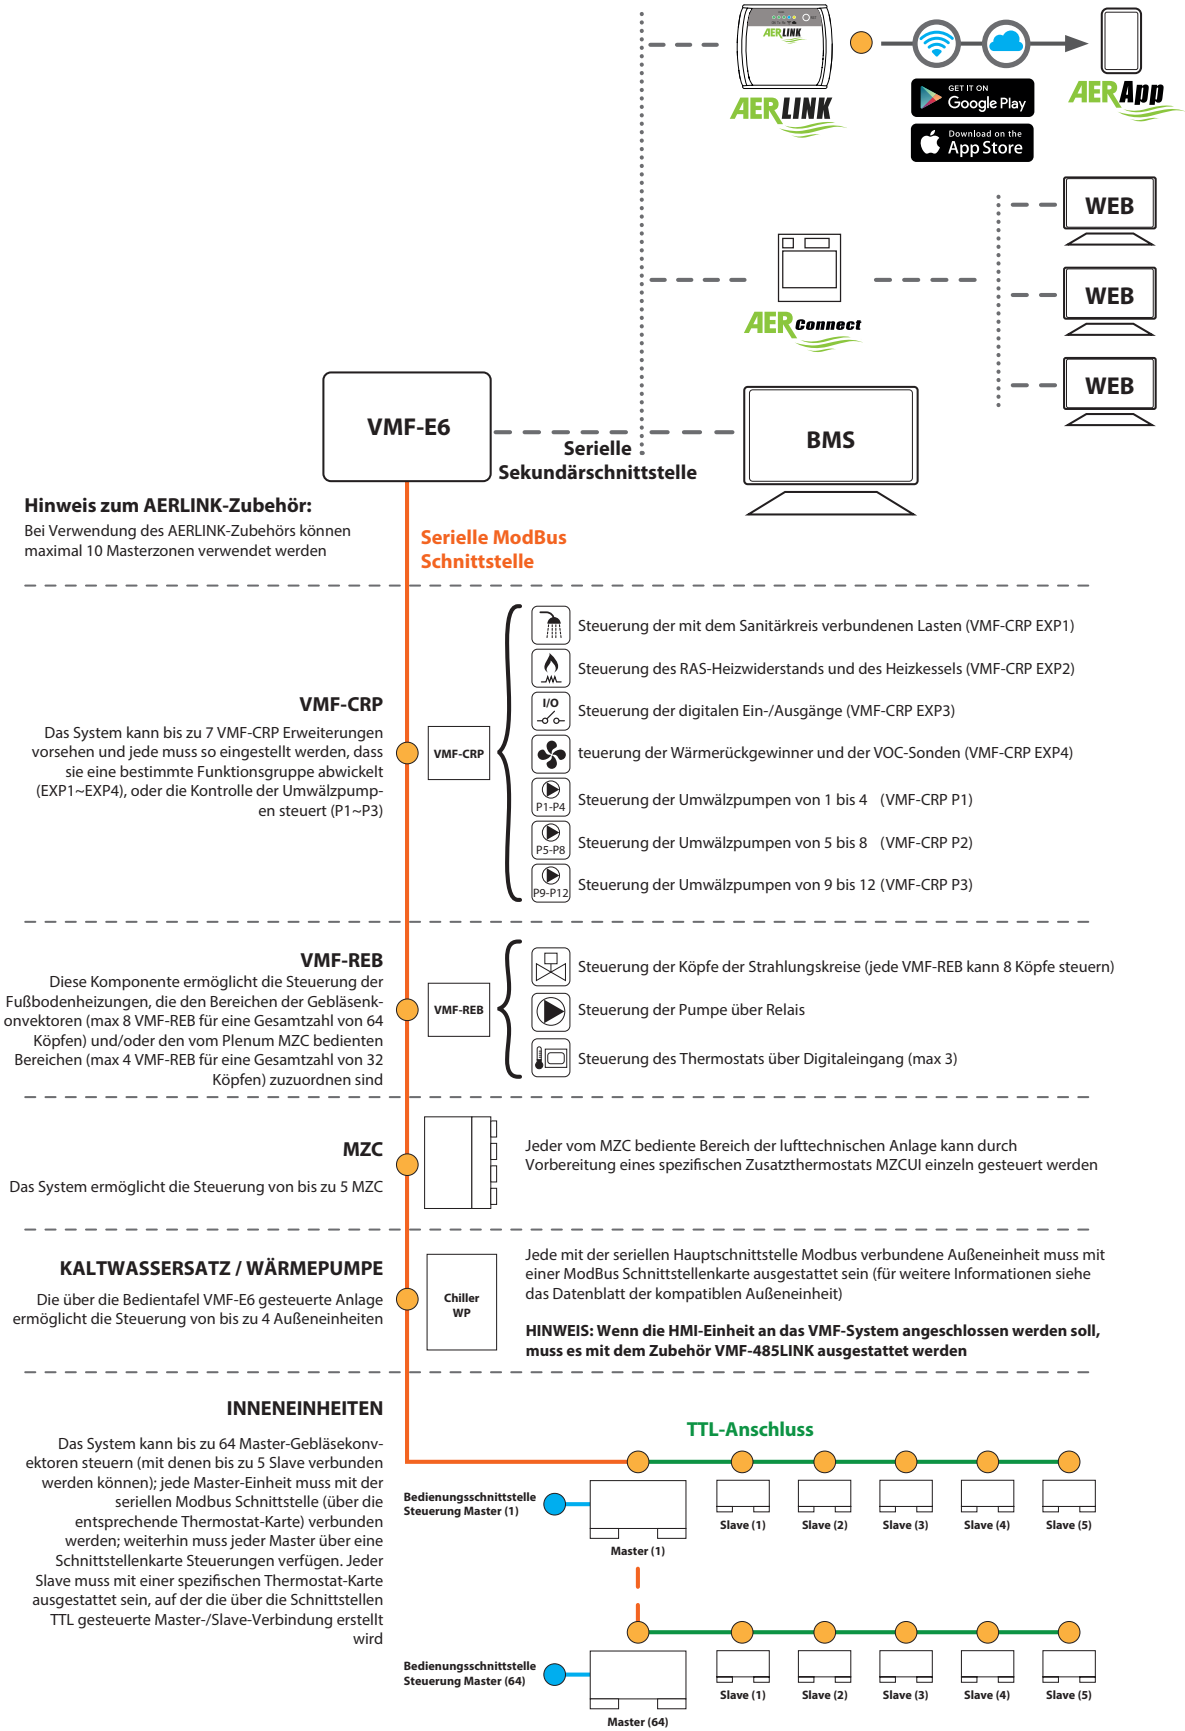 AERLINK
AERLINK
GET IT ON
Google Play
Download on the
App Store
AERApp
WEB
WEB
WEB
AERConnect
VMF-E6
BMS
Serielle
Sekundärschnittstelle
Hinweis zum AERLINK-Zubehör:
Bei Verwendung des AERLINK-Zubehörs können
maximal 10 Masterzonen verwendet werden
Serielle ModBus
Schnittstelle
VMF-CRP
Das System kann bis zu 7 VMF-CRP Erweiterungen
vorsehen und jede muss so eingestellt werden, dass
sie eine bestimmte Funktionsgruppe abwickelt
(EXP1~EXP4), oder die Kontrolle der Umwälzpump-
en steuert (P1~P3)
VMF-CRP
Steuerung der mit dem Sanitärkreis verbundenen Lasten (VMF-CRP EXP1)
Steuerung des RAS-Heizwiderstands und des Heizkessels (VMF-CRP EXP2)
I/O
Steuerung der digitalen Ein-/Ausgänge (VMF-CRP EXP3)
teuerung der Wärmerückgewinner und der VOC-Sonden (VMF-CRP EXP4)
P1-P4
Steuerung der Umwälzpumpen von 1 bis 4 (VMF-CRP P1)
P5-P8
Steuerung der Umwälzpumpen von 5 bis 8 (VMF-CRP P2)
P9-P12
Steuerung der Umwälzpumpen von 9 bis 12 (VMF-CRP P3)
VMF-REB
Diese Komponente ermöglicht die Steuerung der
Fußbodenheizungen, die den Bereichen der Gebläsenk-
onvektoren (max 8 VMF-REB für eine Gesamtzahl von 64
Köpfen) und/oder den vom Plenum MZC bedienten
Bereichen (max 4 VMF-REB für eine Gesamtzahl von 32
Köpfen) zuzuordnen sind
VMF-REB
Steuerung der Köpfe der Strahlungskreise (jede VMF-REB kann 8 Köpfe steuern)
Steuerung der Pumpe über Relais
Steuerung des Thermostats über Digitaleingang (max 3)
MZC
Das System ermöglicht die Steuerung von bis zu 5 MZC
Jeder vom MZC bediente Bereich der lufttechnischen Anlage kann durch
Vorbereitung eines spezifischen Zusatzthermostats MZCUI einzeln gesteuert werden
KALTWASSERSATZ / WÄRMEPUMPE
Die über die Bedientafel VMF-E6 gesteuerte Anlage
ermöglicht die Steuerung von bis zu 4 Außeneinheiten
Chiller
WP
Jede mit der seriellen Hauptschnittstelle Modbus verbundene Außeneinheit muss mit
einer ModBus Schnittstellenkarte ausgestattet sein (für weitere Informationen siehe
das Datenblatt der kompatiblen Außeneinheit)
HINWEIS: Wenn die HMI-Einheit an das VMF-System angeschlossen werden soll,
muss es mit dem Zubehör VMF-485LINK ausgestattet werden
INNENEINHEITEN
Das System kann bis zu 64 Master-Gebläsekonv-
ektoren steuern (mit denen bis zu 5 Slave verbunden
werden können); jede Master-Einheit muss mit der
seriellen Modbus Schnittstelle (über die
entsprechende Thermostat-Karte) verbunden
werden; weiterhin muss jeder Master über eine
Schnittstellenkarte Steuerungen verfügen. Jeder
Slave muss mit einer spezifischen Thermostat-Karte
ausgestattet sein, auf der die über die Schnittstellen
TTL gesteuerte Master-/Slave-Verbindung erstellt
wird
TTL-Anschluss
Bedienungsschnittstelle
Steuerung Master (1)
Master (1)
Slave (1)
Slave (2)
Slave (3)
Slave (4)
Slave (5)
Bedienungsschnittstelle
Steuerung Master (64)
Master (64)
Slave (1)
Slave (2)
Slave (3)
Slave (4)
Slave (5)